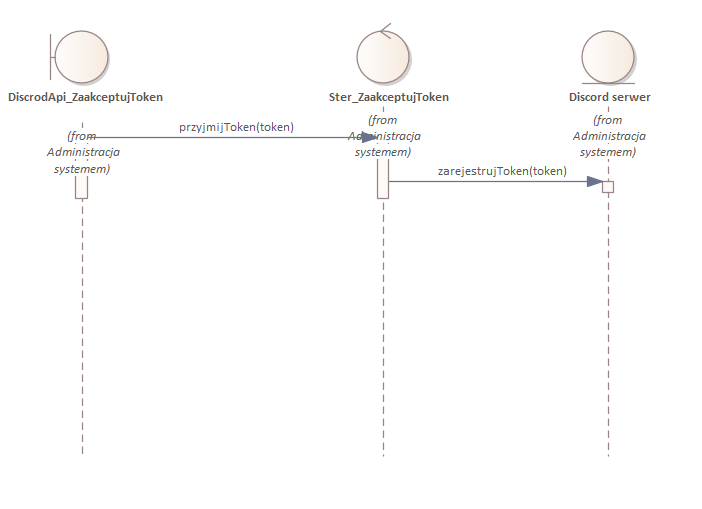 DiscrodApi_ZaakceptujToken
Ster_ZaakceptujToken
Discord serwer
(from
Administracja
systemem)
(from
Administracja
systemem)
(from
Administracja
systemem)
przyjmijToken(token)
zarejestrujToken(token)